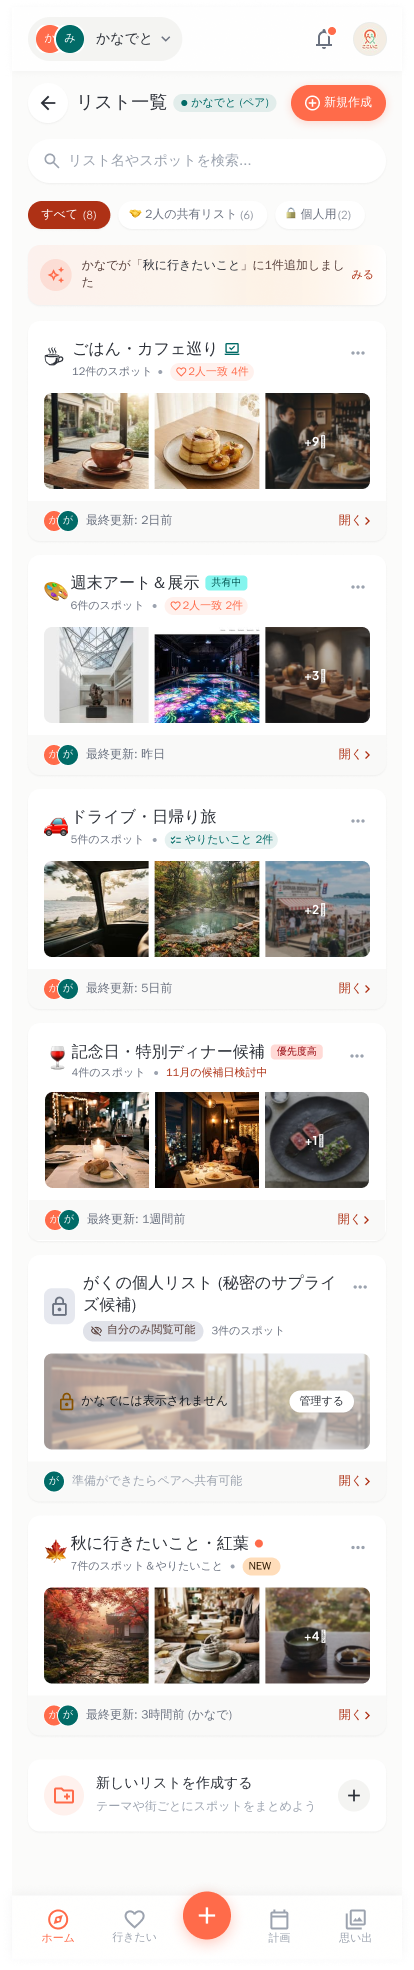 か み かなでと
ここいこ
リスト一覧 かなでと (ペア) 新規作成
リスト名やスポットを検索...
すべて (8) 2人の共有リスト (6) 個人用(2)
かなでが「秋に行きたいこと」に1件追加しまし
た
みる
ごはん・カフェ巡り
12件のスポット • 2人一致 4件
+9
か が 最終更新: 2日前 開く
週末アート＆展示 共有中
6件のスポット • 2人一致 2件
+3
か が 最終更新: 昨日 開く
ドライブ・日帰り旅
5件のスポット • やりたいこと 2件
+2
か が 最終更新: 5日前 開く
記念日・特別ディナー候補 優先度高
4件のスポット • 11月の候補日検討中
+1
か が 最終更新: 1週間前 開く
がくの個人リスト (秘密のサプライ
ズ候補)
自分のみ閲覧可能 3件のスポット
かなでには表示されません 管理する
が 準備ができたらペアへ共有可能 開く
秋に行きたいこと・紅葉
7件のスポット＆やりたいこと • NEW
+4
か が 最終更新: 3時間前 (かなで) 開く
新しいリストを作成する
テーマや街ごとにスポットをまとめよう
ホーム 行きたい 計画 思い出